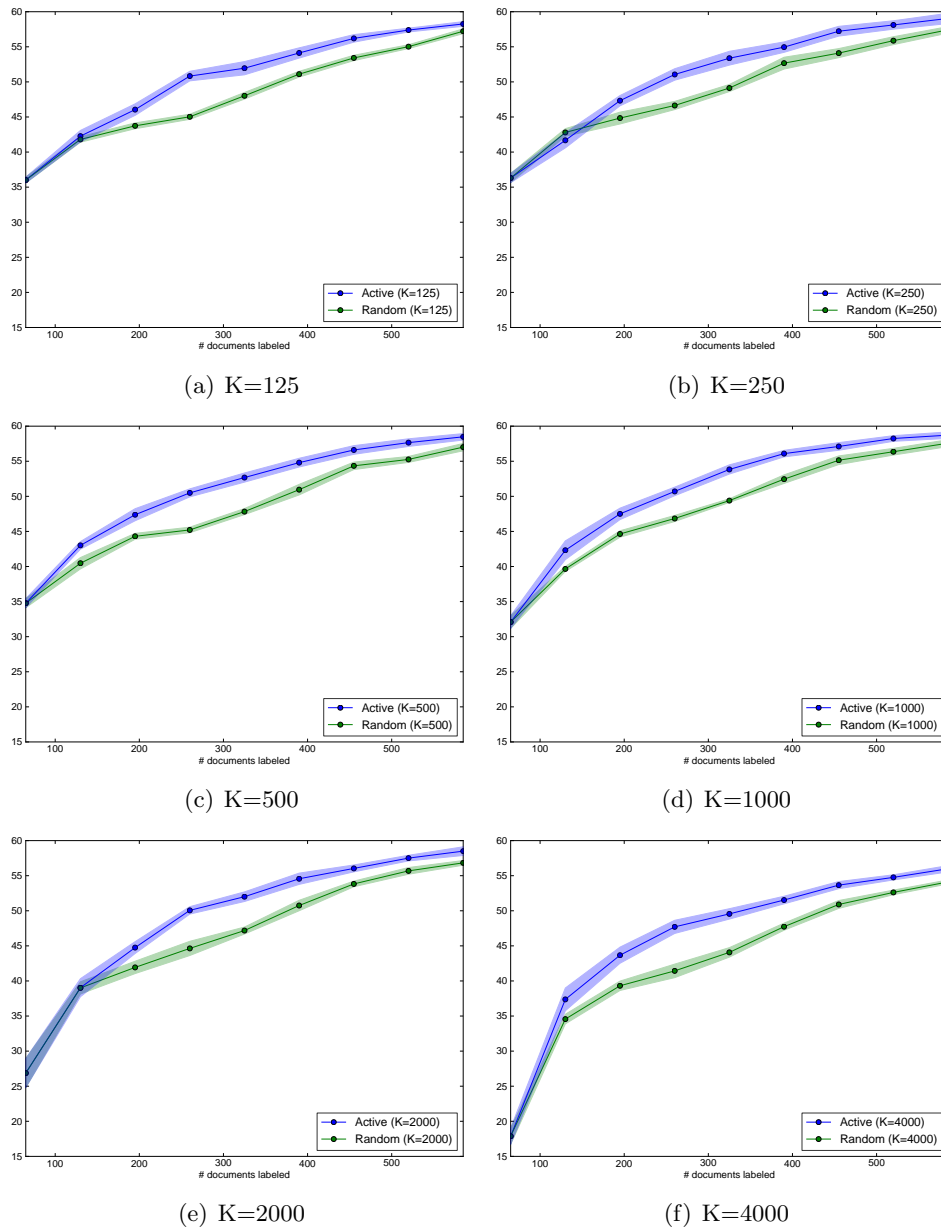 60
55
50
45
40
35
30
25
20
15
100 200 300 400 500
# documents labeled
Active (K=125)
Random (K=125)
(a) K=125
60
55
50
45
40
35
30
25
20
15
100 200 300 400 500
# documents labeled
Active (K=250)
Random (K=250)
(b) K=250
60
55
50
45
40
35
30
25
20
15
100 200 300 400 500
# documents labeled
Active (K=500)
Random (K=500)
(c) K=500
60
55
50
45
40
35
30
25
20
15
100 200 300 400 500
# documents labeled
Active (K=1000)
Random (K=1000)
(d) K=1000
60
55
50
45
40
35
30
25
20
15
100 200 300 400 500
# documents labeled
Active (K=2000)
Random (K=2000)
(e) K=2000
60
55
50
45
40
35
30
25
20
15
100 200 300 400 500
# documents labeled
Active (K=4000)
Random (K=4000)
(f) K=4000